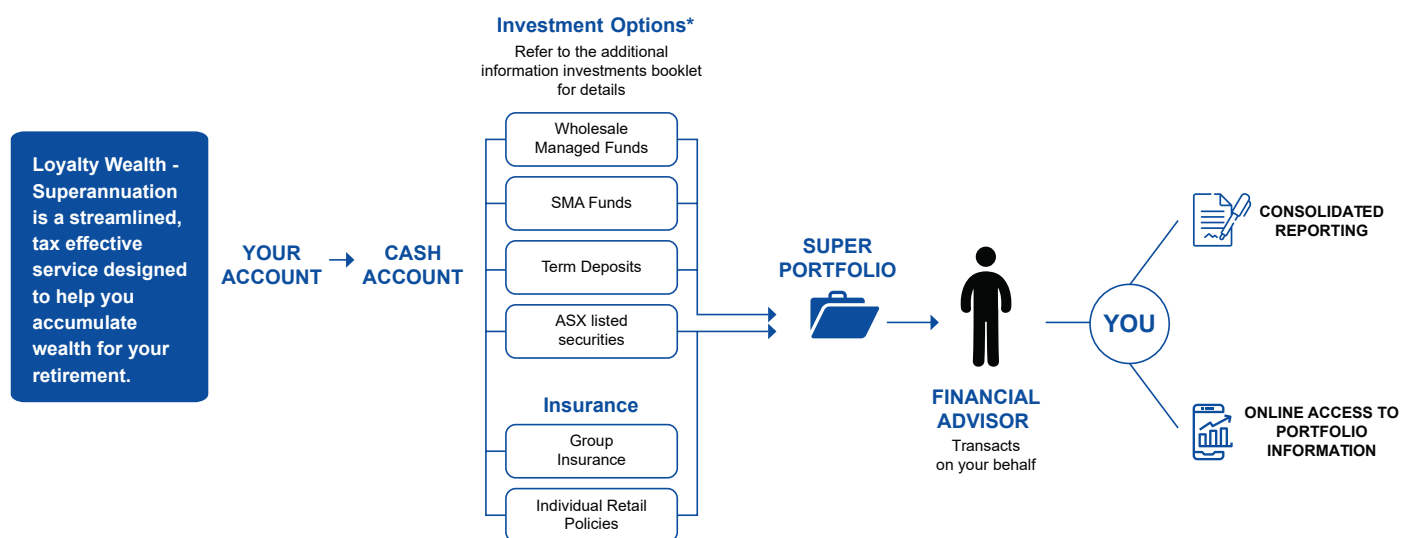 Loyalty Wealth -
Superannuation
is a streamlined,
tax effective
service designed
to help you
accumulate
wealth for your
retirement.
YOUR
ACCOUNT
CASH
ACCOUNT
Investment Options*
Refer to the additional
information investments booklet
for details
Wholesale
Managed Funds
SMA Funds
Term Deposits
ASX listed
securities
Insurance
Group
Insurance
Individual Retail
Policies
SUPER
PORTFOLIO
FINANCIAL
ADVISOR
Transacts
on your behalf
YOU
CONSOLIDATED
REPORTING
ONLINE ACCESS TO
PORTFOLIO
INFORMATION